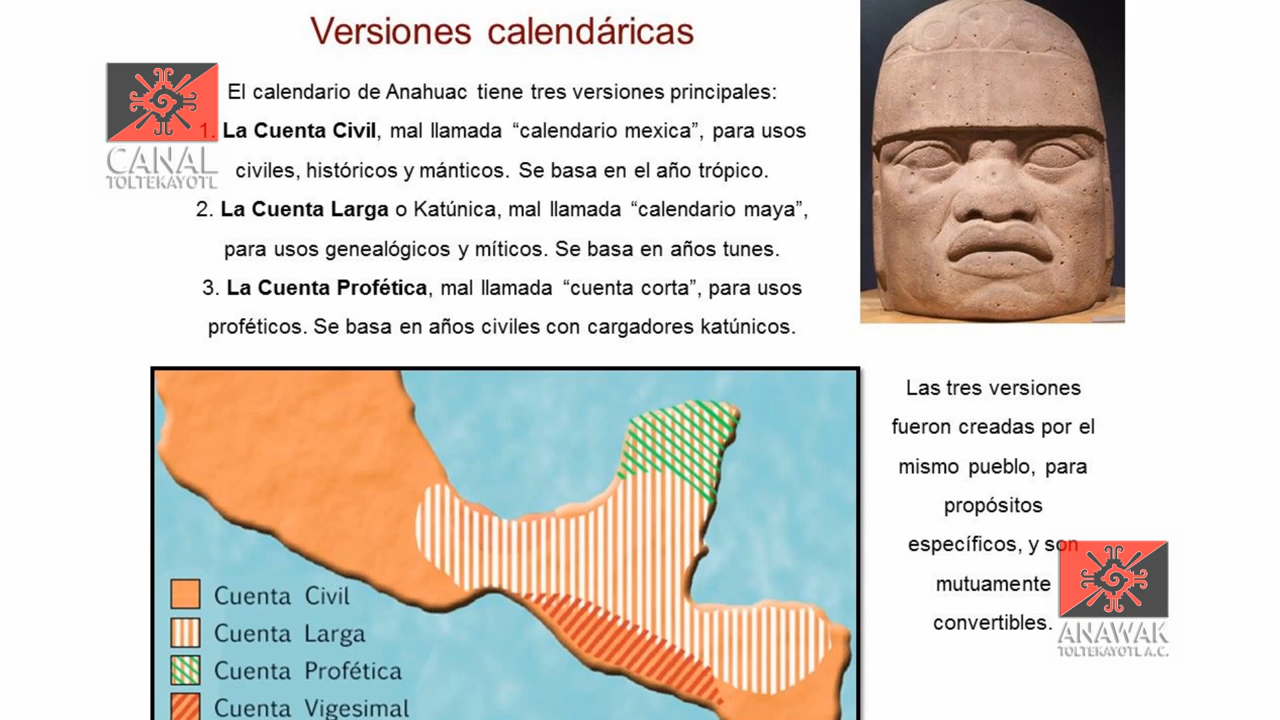 Versiones calendáricas
CANAL
TOLTEKAYOTL
El calendario de Anahuac tiene tres versiones principales:
1. La Cuenta Civil, mal llamada “calendario mexica”, para usos
civiles, históricos y mánticos. Se basa en el año trópico.
2. La Cuenta Larga o Katúnica, mal llamada “calendario maya”,
para usos genealógicos y míticos. Se basa en años tunes.
3. La Cuenta Profética, mal llamada “cuenta corta”, para usos
proféticos. Se basa en años civiles con cargadores katúnicos.
Las tres versiones
fueron creadas por el
mismo pueblo, para
propósitos
específicos, y son
mutuamente
convertibles.
Cuenta Civil
Cuenta Larga
Cuenta Profética
Cuenta Vigesimal
ANAWAK
TOLTEKAYOTL A.C.